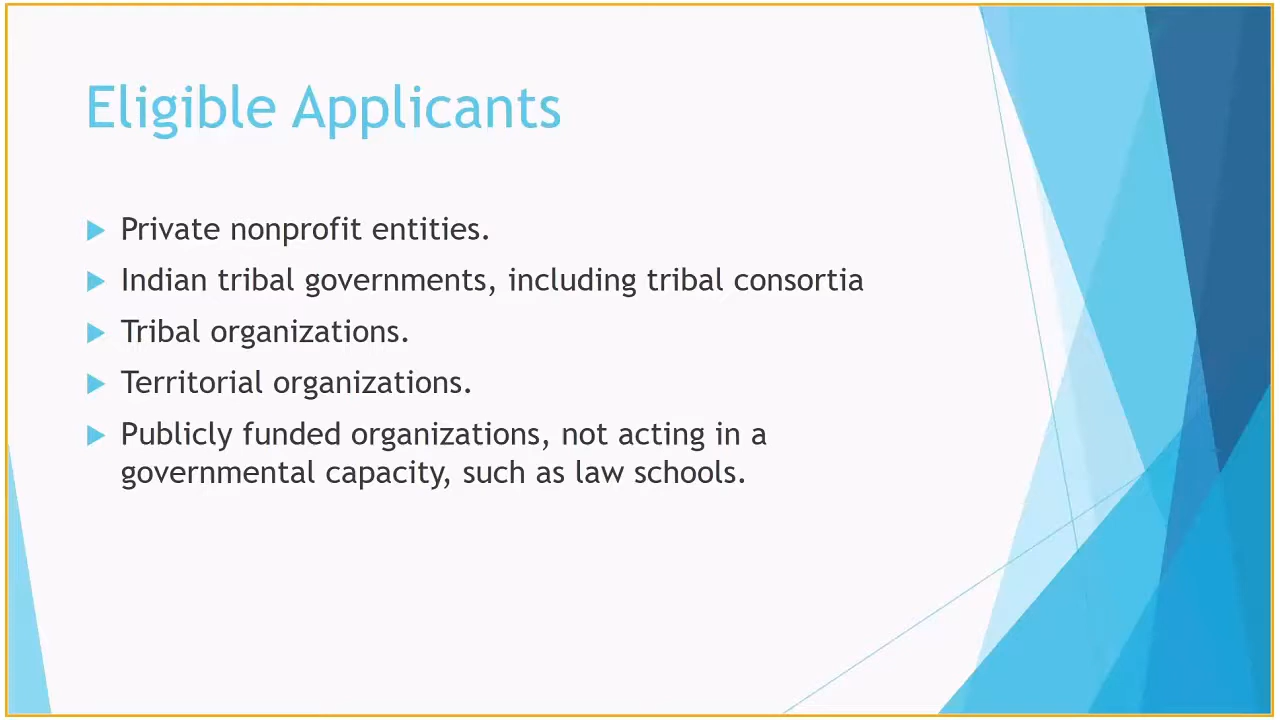 Eligible Applicants
Private nonprofit entities.
Indian tribal governments, including tribal consortia
Tribal organizations.
Territorial organizations.
Publicly funded organizations, not acting in a
governmental capacity, such as law schools.